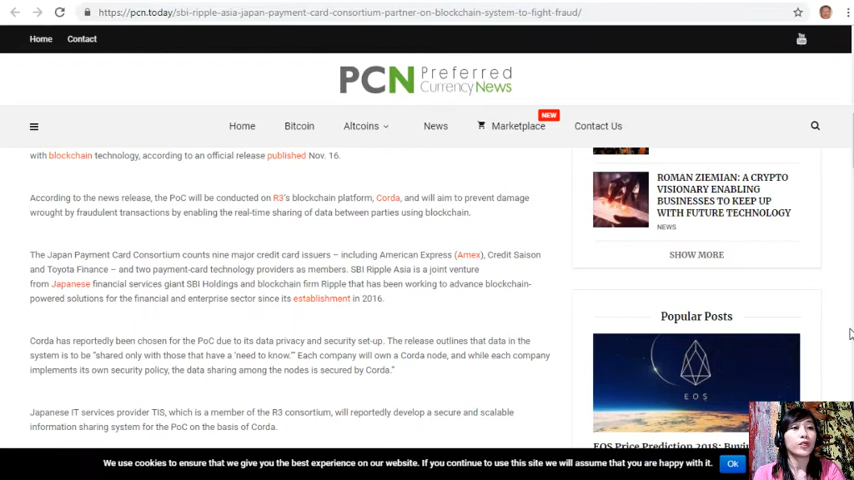 https://pcn.today/sbi-ripple-asia-japan-payment-card-consortium-partner-on-blockchain-system-to-fight-fraud/
Home Contact
PCN Preferred Currency News
NEW
Home Bitcoin Altcoins News Marketplace Contact Us
with blockchain technology, according to an official release published Nov. 16.
According to the news release, the PoC will be conducted on R3's blockchain platform, Corda, and will aim to prevent damage
wrought by fraudulent transactions by enabling the real-time sharing of data between parties using blockchain.
The Japan Payment Card Consortium counts nine major credit card issuers – including American Express (Amex), Credit Saison
and Toyota Finance – and two payment-card technology providers as members. SBI Ripple Asia is a joint venture
from Japanese financial services giant SBI Holdings and blockchain firm Ripple that has been working to advance blockchain-
powered solutions for the financial and enterprise sector since its establishment in 2016.
Corda has reportedly been chosen for the PoC due to its data privacy and security set-up. The release outlines that data in the
system is to be "shared only with those that have a 'need to know.'" Each company will own a Corda node, and while each company
implements its own security policy, the data sharing among the nodes is secured by Corda."
Japanese IT services provider TIS, which is a member of the R3 consortium, will reportedly develop a secure and scalable
information sharing system for the PoC on the basis of Corda.
ROMAN ZIEMIAN: A CRYPTO
VISIONARY ENABLING
BUSINESSES TO KEEP UP
WITH FUTURE TECHNOLOGY
NEWS
SHOW MORE
Popular Posts
EOS
EOS Price Prediction 2018: Buying
We use cookies to ensure that we give you the best experience on our website. If you continue to use this site we will assume that you are happy with it. Ok